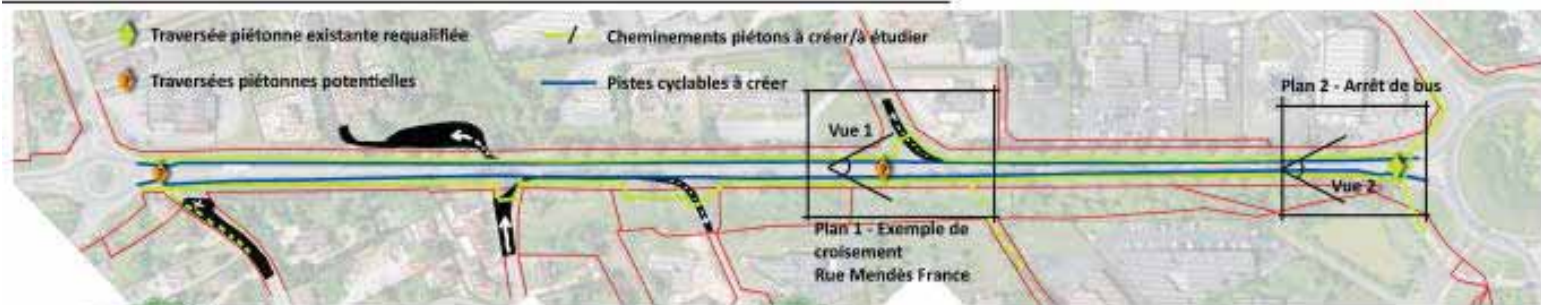 Traversée piétonne existante requalifiée
Cheminements piétons à créer/à étudier
Traversées piétonnes potentielles
Pistes cyclables à créer
Plan 2 - Arrêt de bus
Vue 1
Vue 2
Plan 1 - Exemple de
croisement
Rue Mendès France